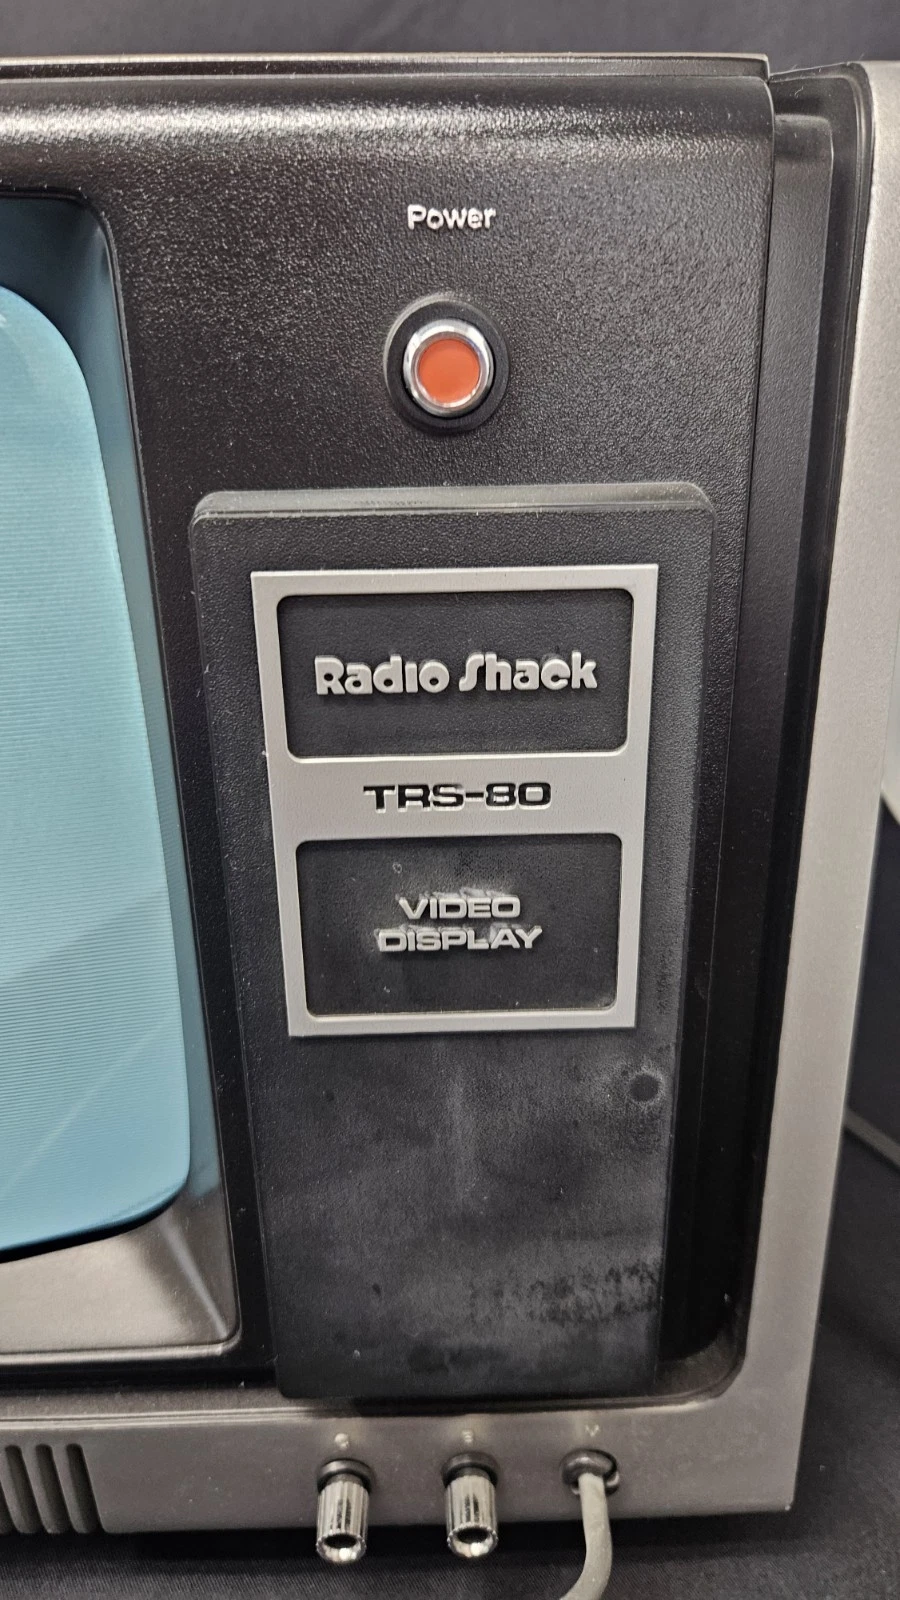 Power
Radio Shack
TRS-80
VIDEO
DISPLAY